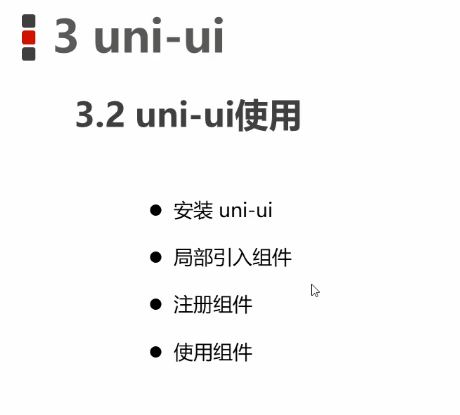 3 uni-ui
3.2 uni-ui使用
● 安装 uni-ui
● 局部引入组件
● 注册组件
● 使用组件